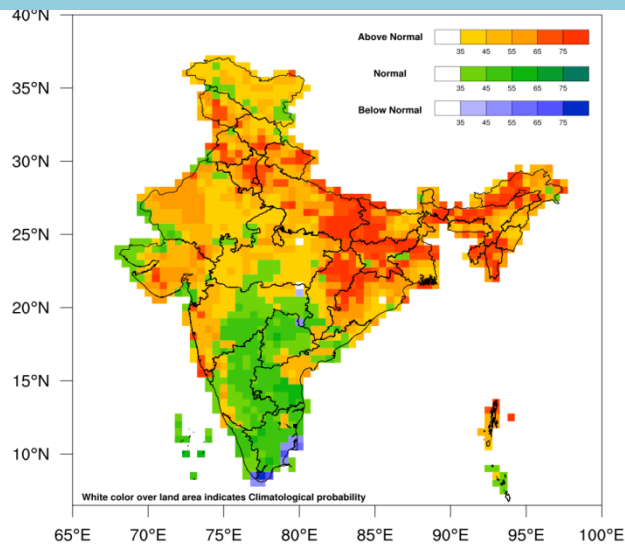 40°N
35°N
30°N
25°N
20°N
15°N
10°N
65°E 70°E 75°E 80°E 85°E 90°E 95°E 100°E
Above Normal
35 45 55 65 75
Normal
35 45 55 65 75
Below Normal
35 45 55 65 75
White color over land area indicates Climatological probability